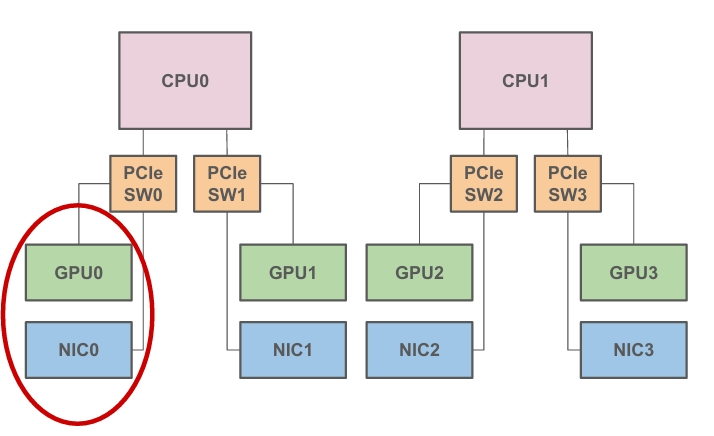 CPU0
CPU1
PCIe
SW0
PCIe
SW1
PCIe
SW2
PCIe
SW3
GPU0
GPU1
GPU2
GPU3
NIC0
NIC1
NIC2
NIC3